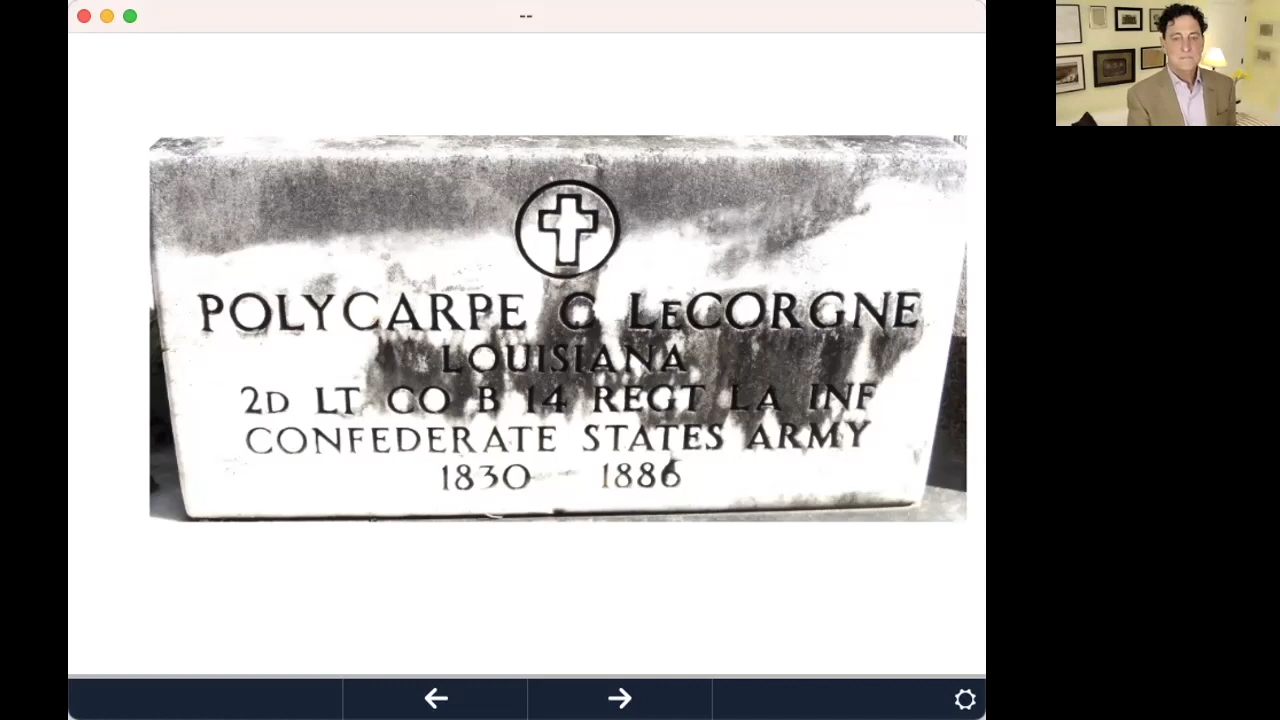 --
POLYCARPE C LeCORGNE
LOUISIANA
2D LT CO B 14 REGT LA INF
CONFEDERATE STATES ARMY
1830 1886